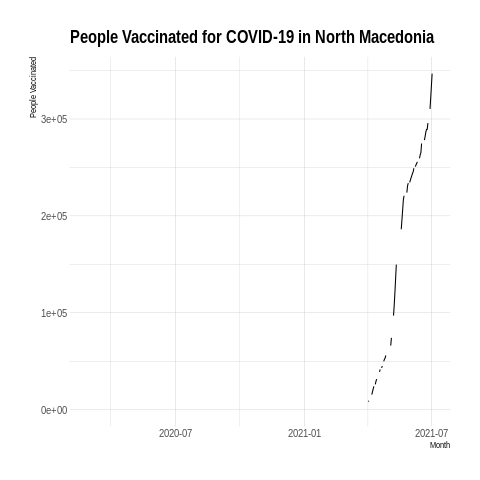 People Vaccinated for COVID-19 in North Macedonia
People Vaccinated
3e+05
2e+05
1e+05
0e+00
2020-07
2021-01
2021-07
Month